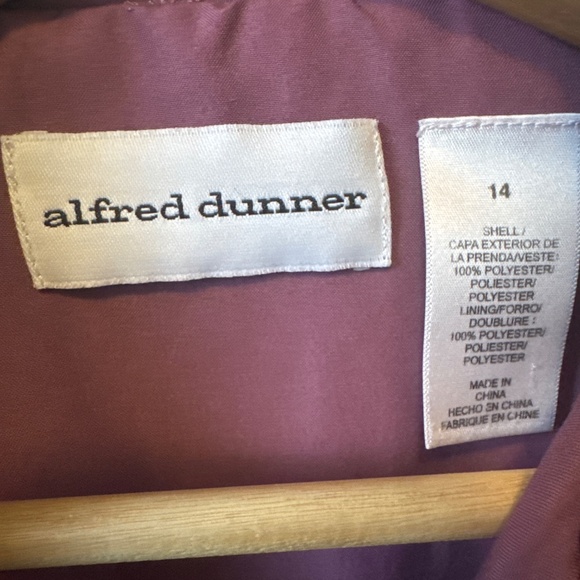 alfred dunner
14
SHELL/
CAPA EXTERIOR DE
LA PRENDA/VESTE:
100% POLYESTER/
POLIESTER/
POLYESTER
LINING/FORRO/
DOUBLURE :
100% POLYESTER/
POLIESTER/
POLYESTER
MADE IN
CHINA
HECHO EN CHINA
FABRIQUE EN CHINE